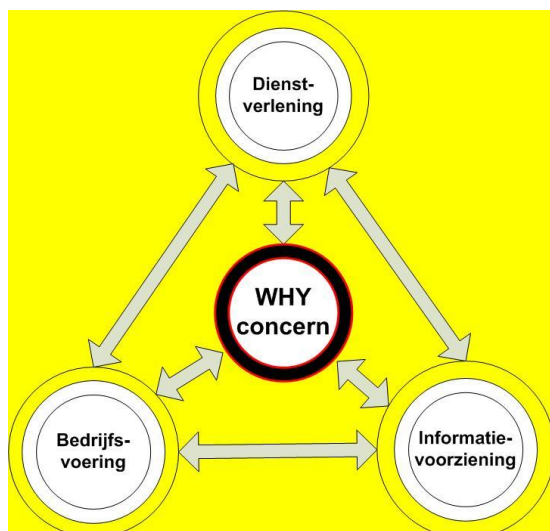 Dienst-
verlening
WHY
concern
Bedrijfs-
voering
Informatie-
voorziening